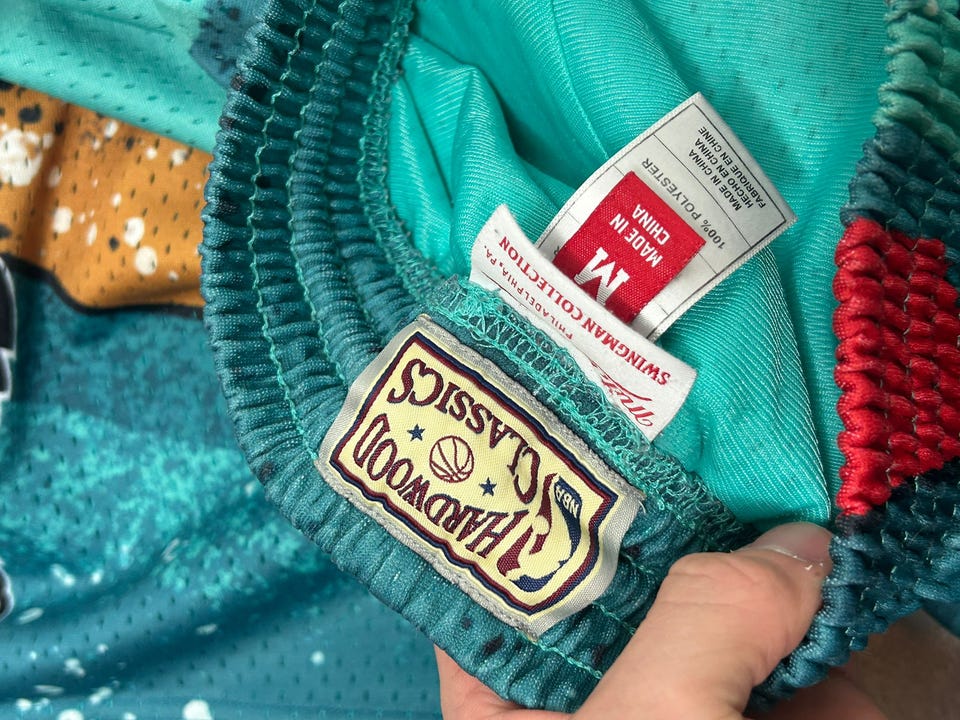 HARDWOOD
CLASSICS
NBA
SWINGMAN COLLECTION
PHILADELPHIA, PA.
M
MADE IN
CHINA
100% POLYESTER
MADE IN CHINA
HECHO EN CHINA
FABRIQUE EN CHINE